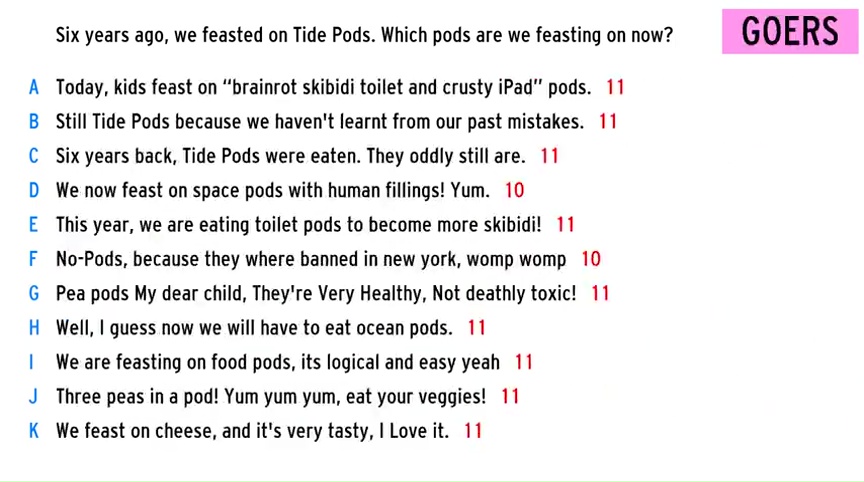 Six years ago, we feasted on Tide Pods. Which pods are we feasting on now?
GOERS
A Today, kids feast on “brainrot skibidi toilet and crusty iPad” pods. 11
B Still Tide Pods because we haven't learnt from our past mistakes. 11
C Six years back, Tide Pods were eaten. They oddly still are. 11
D We now feast on space pods with human fillings! Yum. 10
E This year, we are eating toilet pods to become more skibidi! 11
F No-Pods, because they where banned in new york, womp womp 10
G Pea pods My dear child, They're Very Healthy, Not deathly toxic! 11
H Well, I guess now we will have to eat ocean pods. 11
I We are feasting on food pods, its logical and easy yeah 11
J Three peas in a pod! Yum yum yum, eat your veggies! 11
K We feast on cheese, and it's very tasty, I Love it. 11